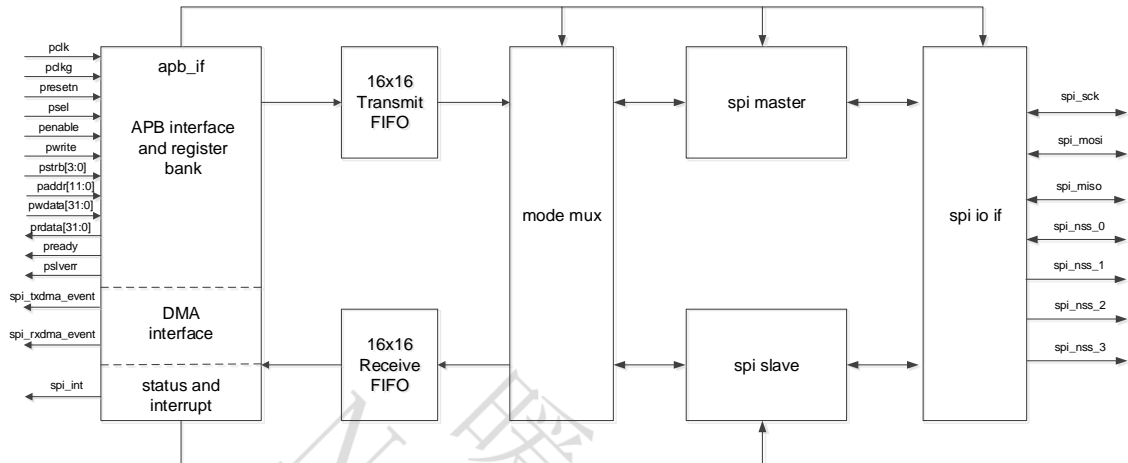 pclk
pclkg
presetn
psel
penable
pwrite
pstrb[3:0]
paddr[11:0]
pwdata[31:0]
prdata[31:0]
pready
pslverr
spi_txdma_event
spi_rxdma_event
spi_int
apb_if
APB interface
and register
bank
DMA
interface
status and
interrupt
16x16
Transmit
FIFO
16x16
Receive
FIFO
mode mux
spi master
spi slave
spi io if
spi_sck
spi_mosi
spi_miso
spi_nss_0
spi_nss_1
spi_nss_2
spi_nss_3
N 暖